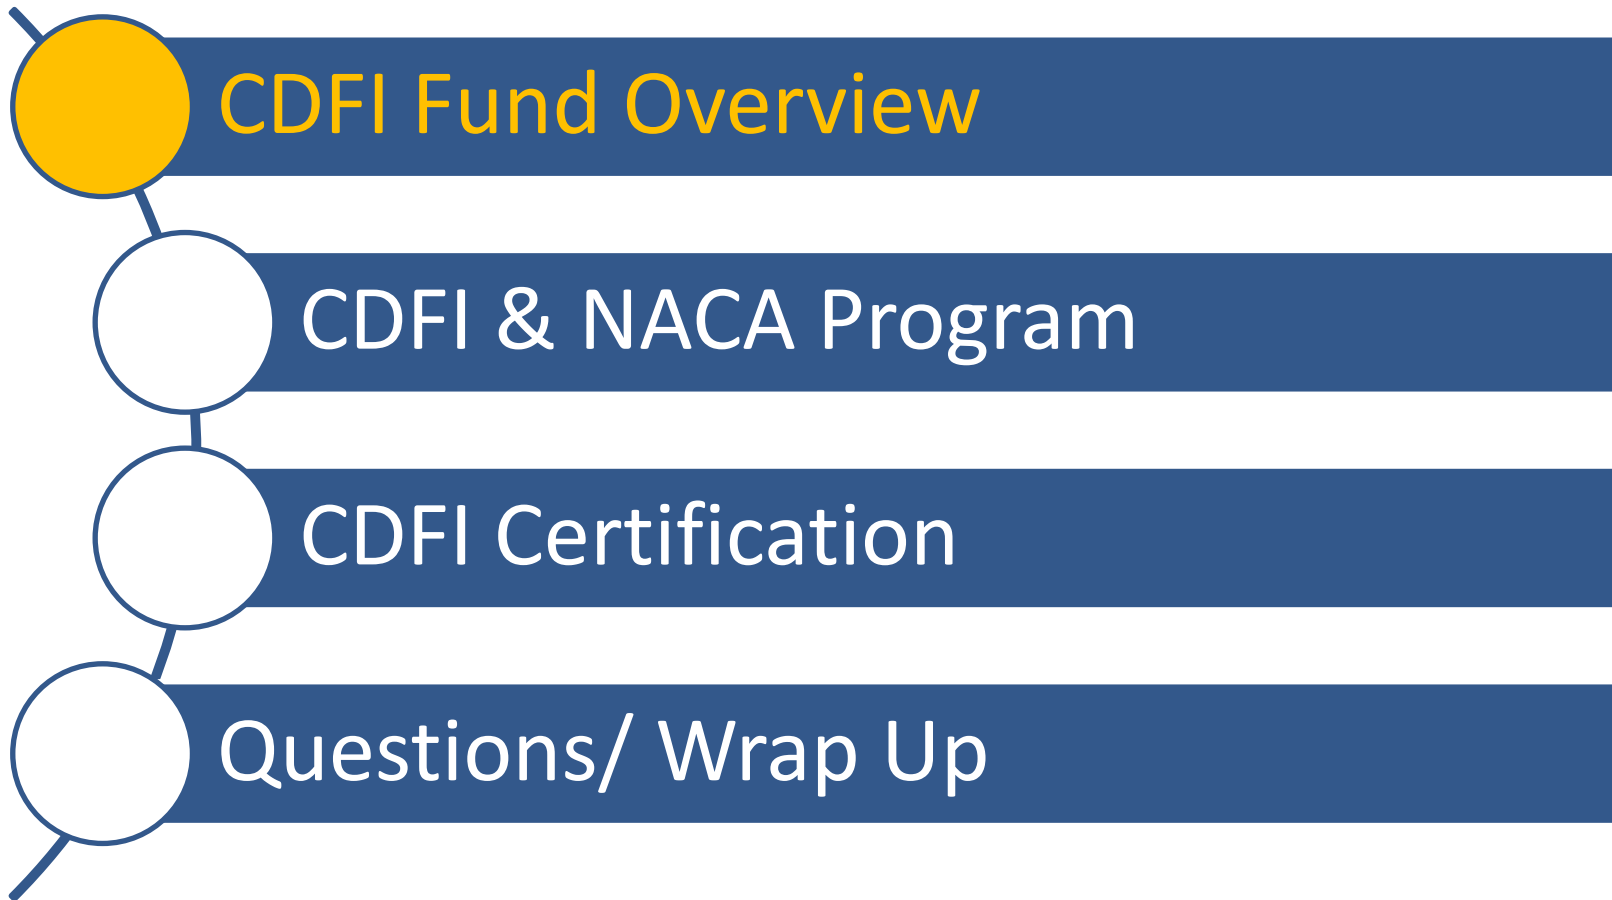 CDFI Fund Overview
CDFI & NACA Program
CDFI Certification
Questions/ Wrap Up